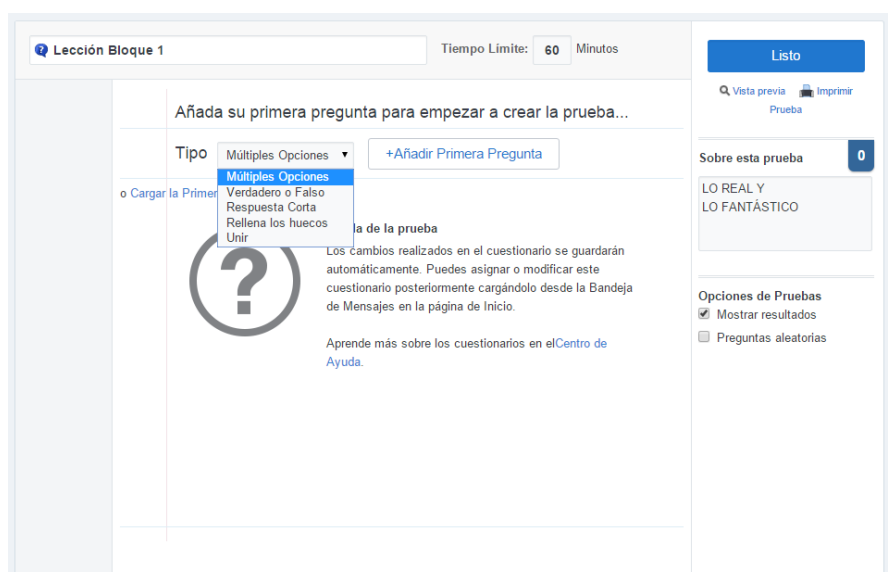 Lección Bloque 1
Tiempo Límite: 60 Minutos
Listo
Vista previa Imprimir
Prueba
Añada su primera pregunta para empezar a crear la prueba...
Tipo Múltiples Opciones +Añadir Primera Pregunta
Múltiples Opciones
Verdadero o Falso
Respuesta Corta
Rellena los huecos
Unir
o Cargar la Primer
de la prueba
Los cambios realizados en el cuestionario se guardarán
automáticamente. Puedes asignar o modificar este
cuestionario posteriormente cargándolo desde la Bandeja
de Mensajes en la página de Inicio.
Aprende más sobre los cuestionarios en elCentro de
Ayuda.
Sobre esta prueba 0
LO REAL Y
LO FANTÁSTICO
Opciones de Pruebas
Mostrar resultados
Preguntas aleatorias